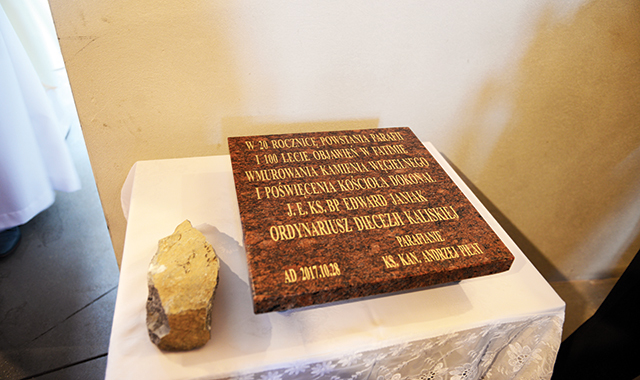 W 20 ROCZNICĘ POWSTANIA PARAFII
I 100 LECIE OBJAWIEŃ W FATIMIE
WMUROWANIA KAMIENIA WĘGIELNEGO
I POŚWIĘCENIA KOŚCIOŁA DOKONAŁ
J. E. KS. BP EDWARD JANIAK
ORDYNARIUSZ DIECEZJI KALISKIEJ
PARAFIANIE
AD 2017.10.28 KS. KAN. ANDRZEJ